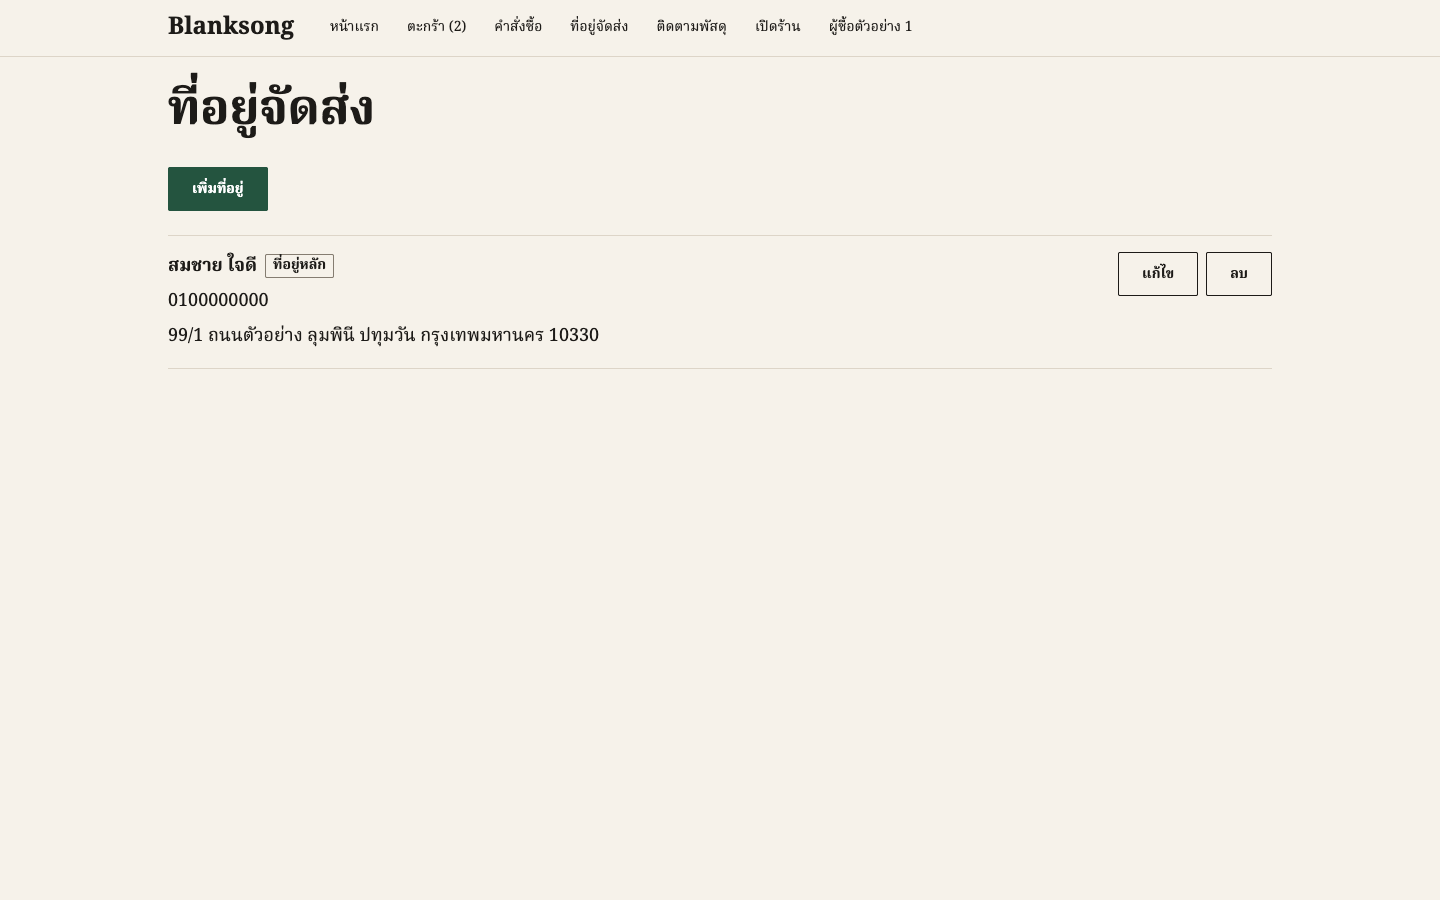 Blanksong หน้าแรก ตะกร้า (2) คำสั่งซื้อ ที่อยู่จัดส่ง ติดตามพัสดุ เปิดร้าน ผู้ซื้อตัวอย่าง 1
ที่อยู่จัดส่ง
เพิ่มที่อยู่
สมชาย ใจดี ที่อยู่หลัก แก้ไข ลบ
0100000000
99/1 ถนนตัวอย่าง ลุมพินี ปทุมวัน กรุงเทพมหานคร 10330